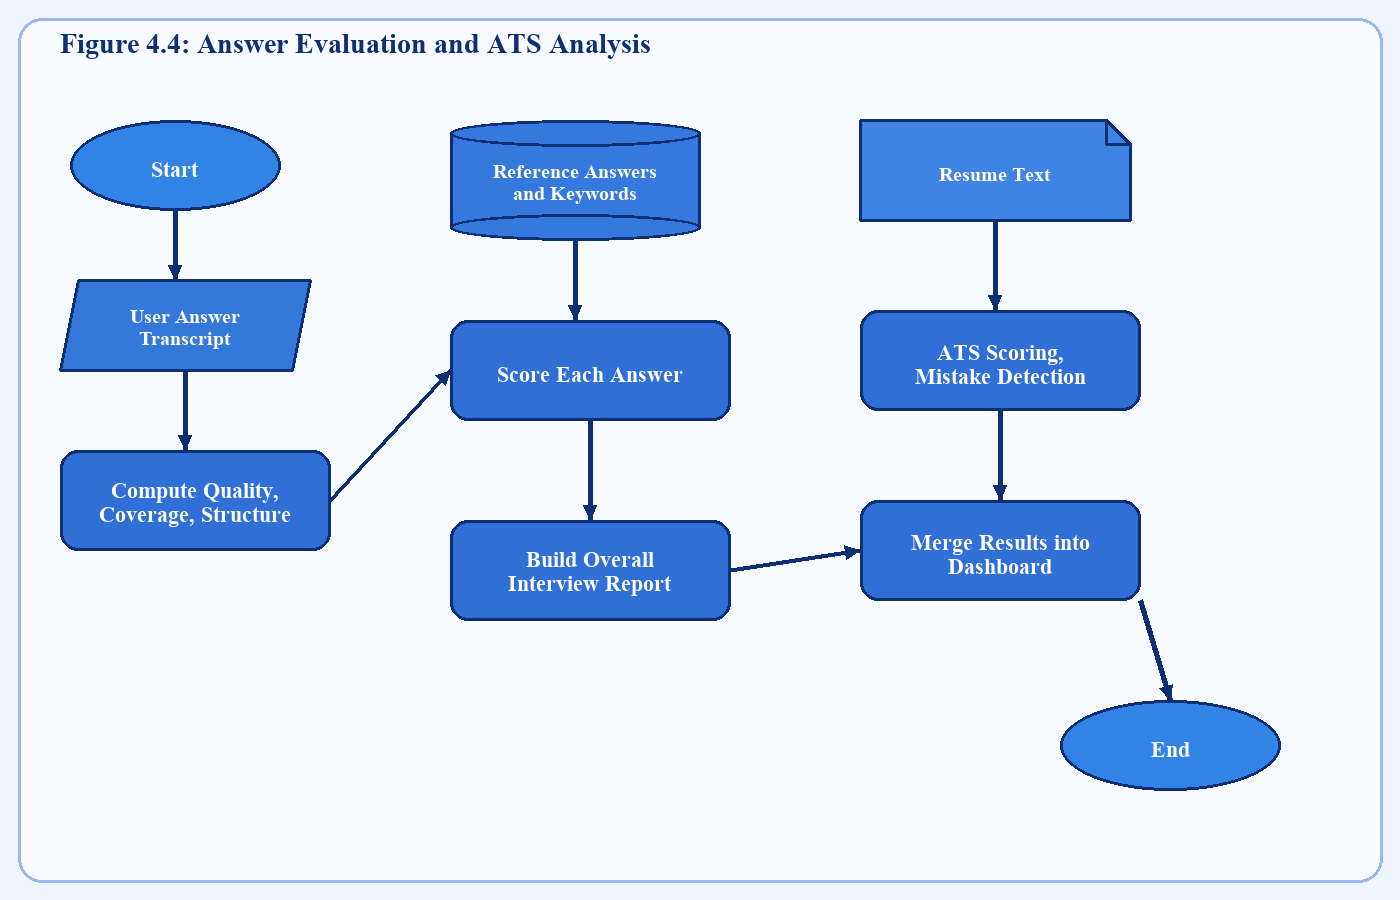 Figure 4.4: Answer Evaluation and ATS Analysis
Start
User Answer
Transcript
Compute Quality,
Coverage, Structure
Reference Answers
and Keywords
Score Each Answer
Build Overall
Interview Report
Resume Text
ATS Scoring,
Mistake Detection
Merge Results into
Dashboard
End